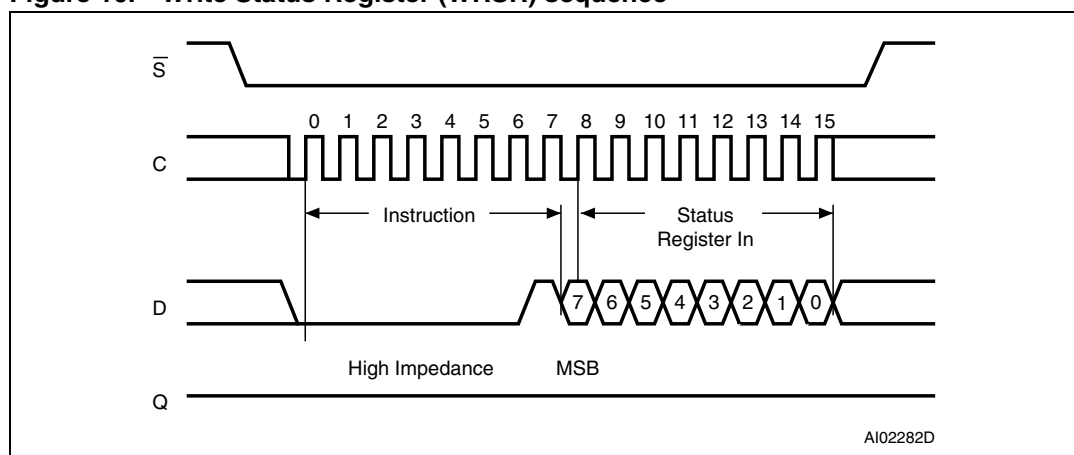 Figure 10. Write Status Register (WRSR) sequence
S
0 1 2 3 4 5 6 7 8 9 10 11 12 13 14 15
C
Instruction
Status
Register In
D
7 6 5 4 3 2 1 0
High Impedance
MSB
Q
AI02282D